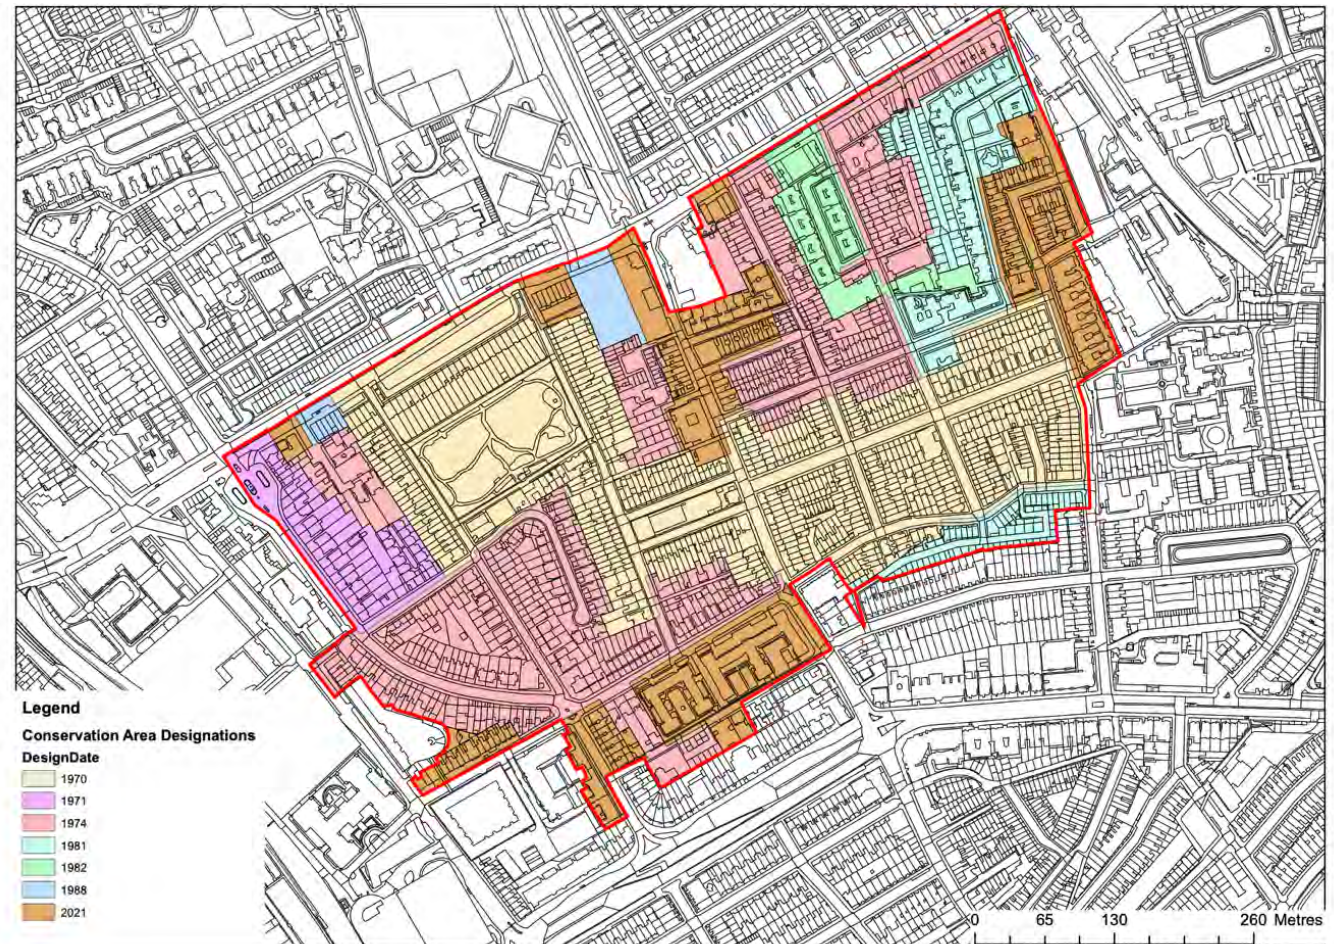 Legend
Conservation Area Designations
DesignDate
1970
1971
1974
1981
1982
1988
2021
0 65 130 260 Metres